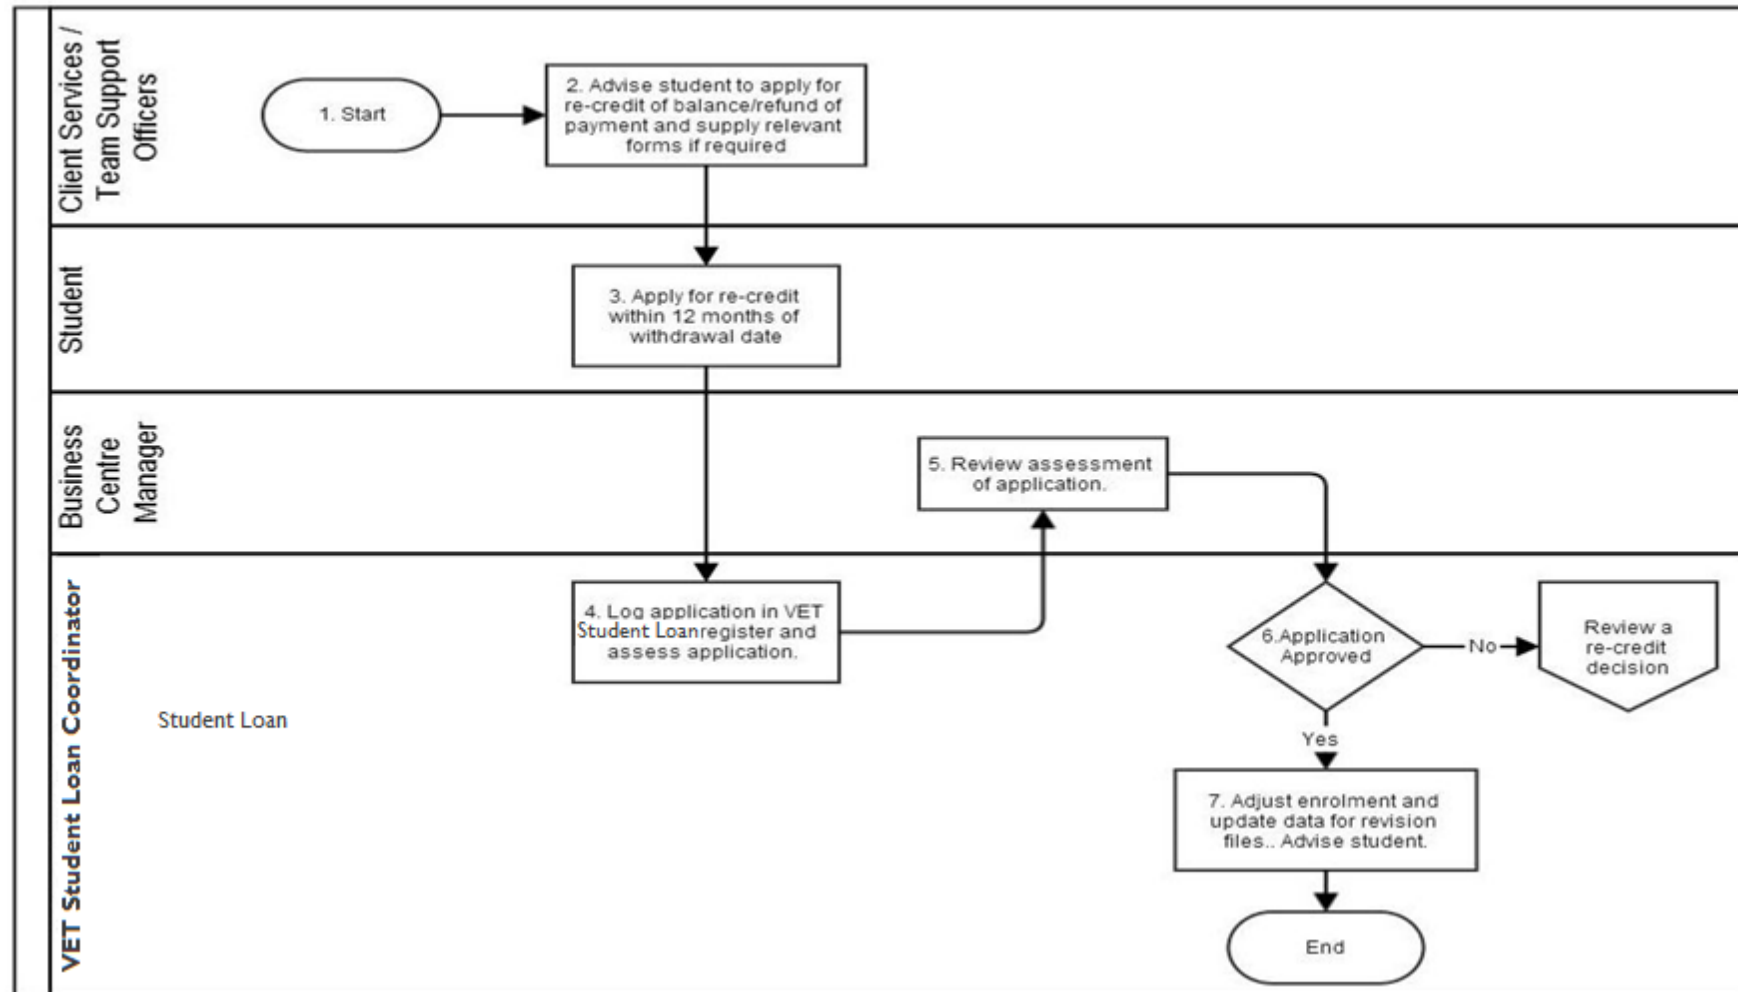 Client Services /
Team Support
Officers
1. Start
2. Advise student to apply for
re-credit of balance/refund of
payment and supply relevant
forms if required
Student
3. Apply for re-credit
within 12 months of
withdrawal date
Business
Centre
Manager
5. Review assessment
of application.
VET Student Loan Coordinator
4. Log application in VET
Student Loanregister and
assess application.
6.Application
Approved
No
Review a
re-credit
decision
Student Loan
Yes
7. Adjust enrolment and
update data for revision
files.. Advise student.
End